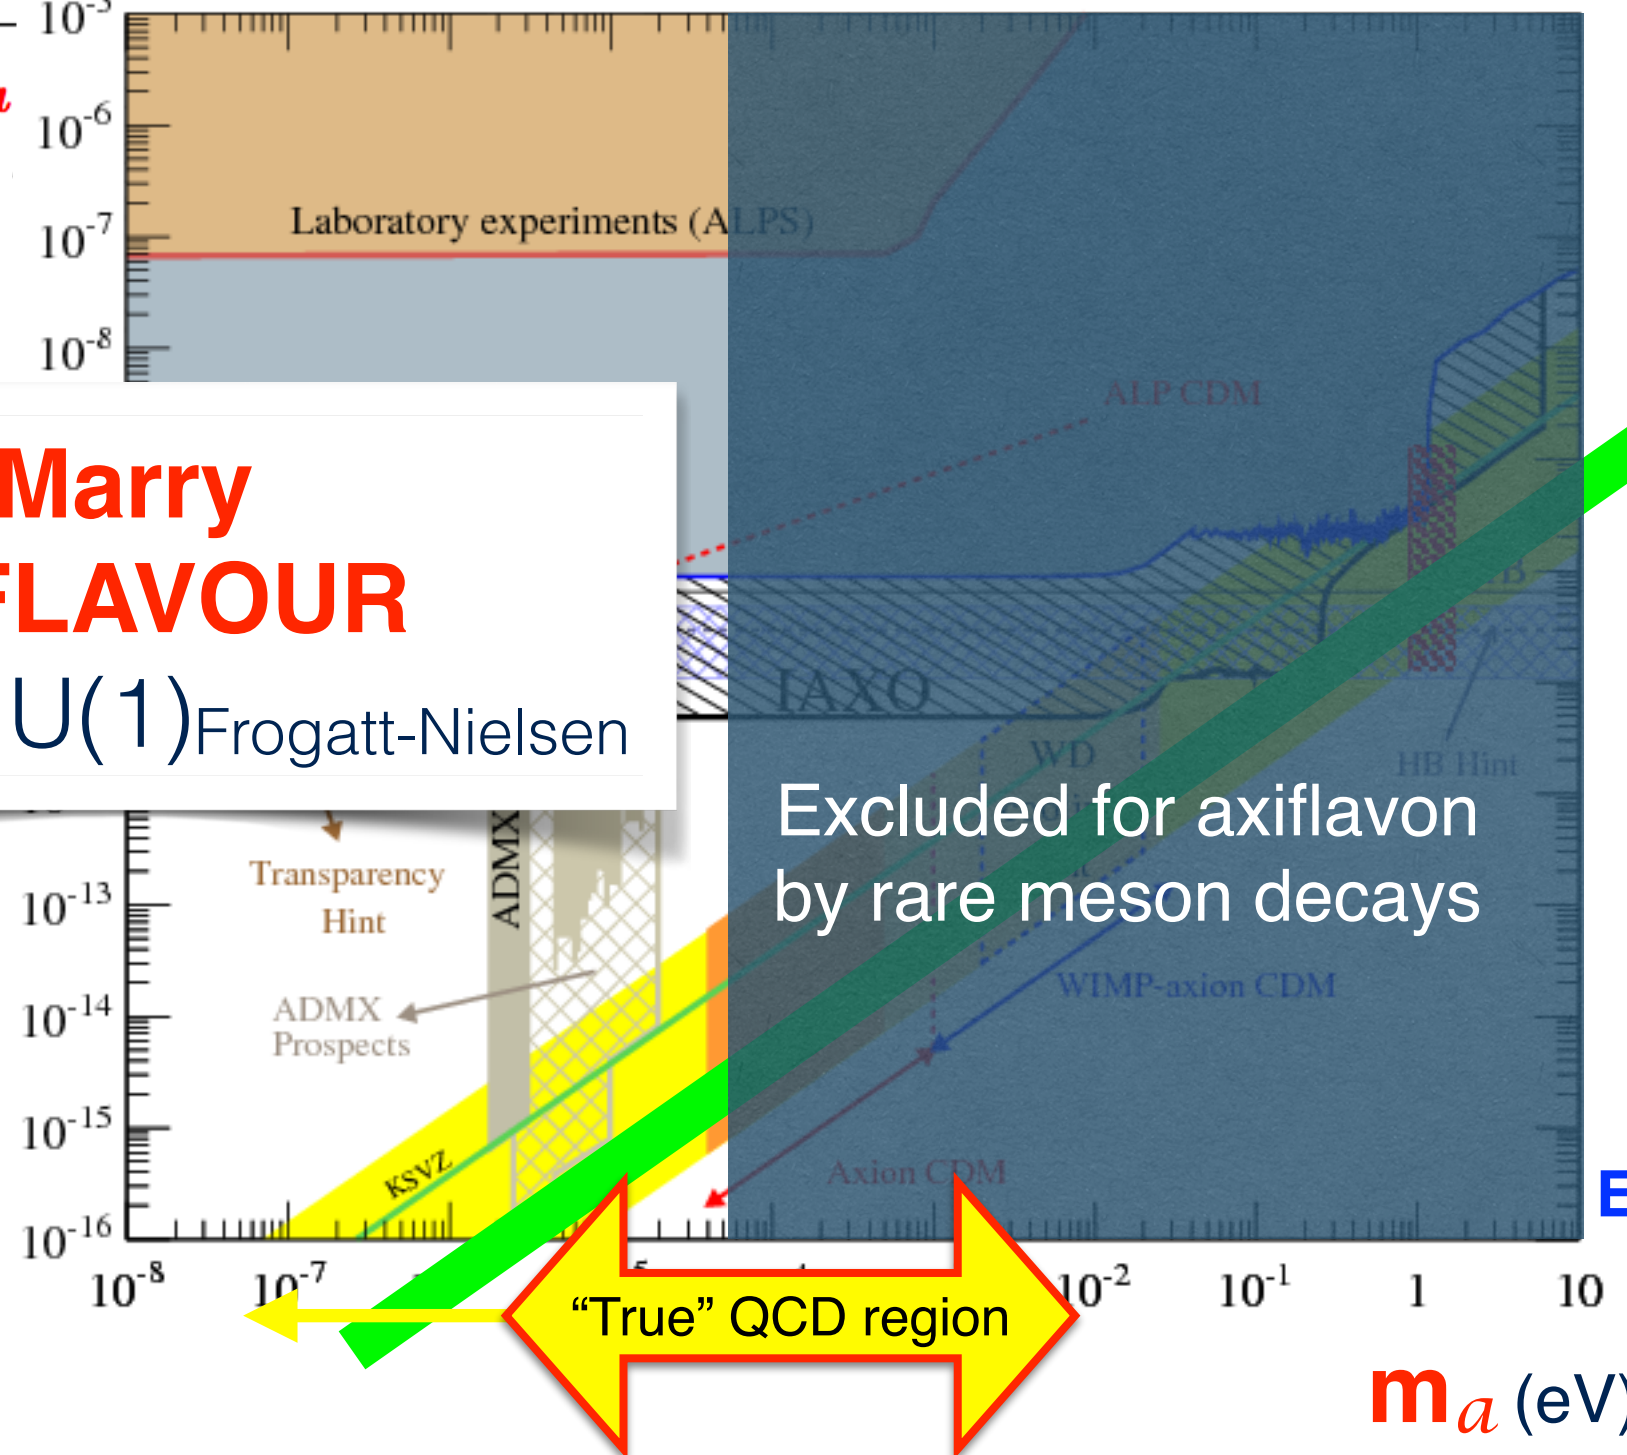 10-6
10-7
10-8
Laboratory experiments (ALPS)
ALP CDM
Marry
FLAVOUR
U(1)Frogatt-Nielsen
IAXO
WD
HB Hint
Excluded for axiflavon
by rare meson decays
Transparency
Hint
ADMX
ADMX
Prospects
WIMP-axion CDM
Axion CDM
KSVZ
10-13
10-14
10-15
10-16
10-8
10-7
10-2
10-1
1
10
"True" QCD region
ma (eV)